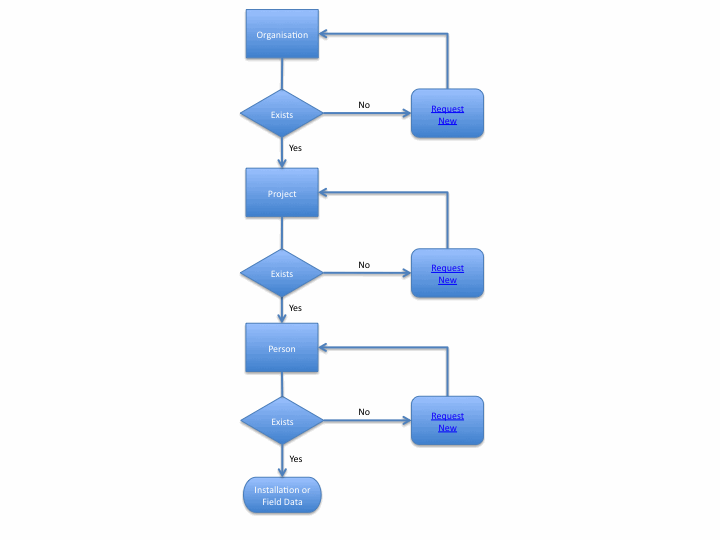 Organisation
Exists
No
Request
New
Yes
Project
Exists
No
Request
New
Yes
Person
Exists
No
Request
New
Yes
Installation or
Field Data